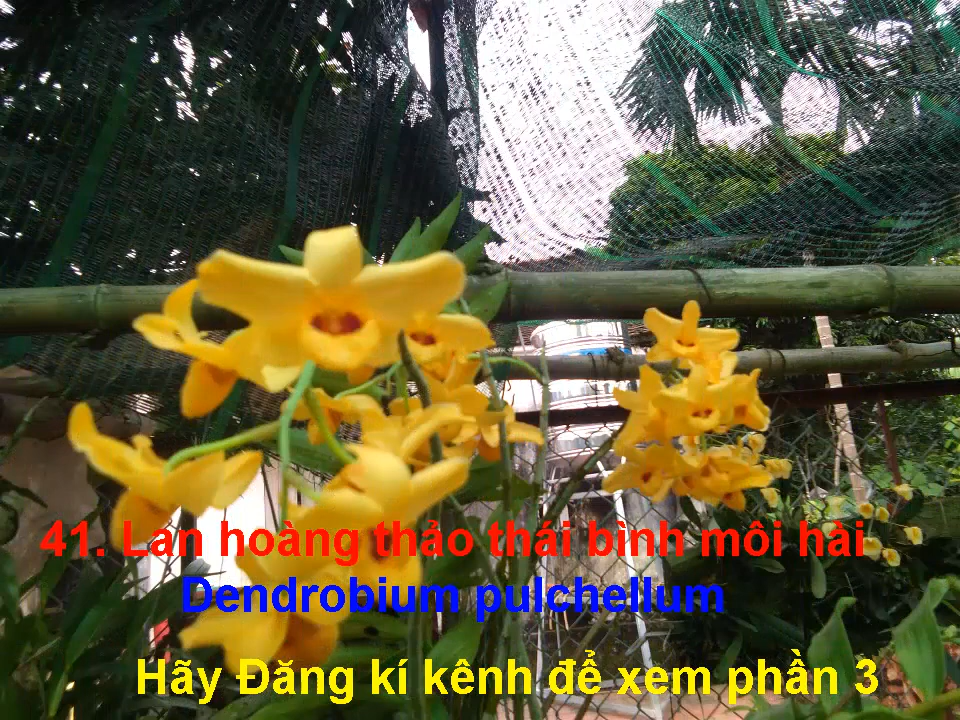 41. Lan hoàng thảo thái bình môi hài
Dendrobium pulchellum
Hãy Đăng kí kênh để xem phần 3